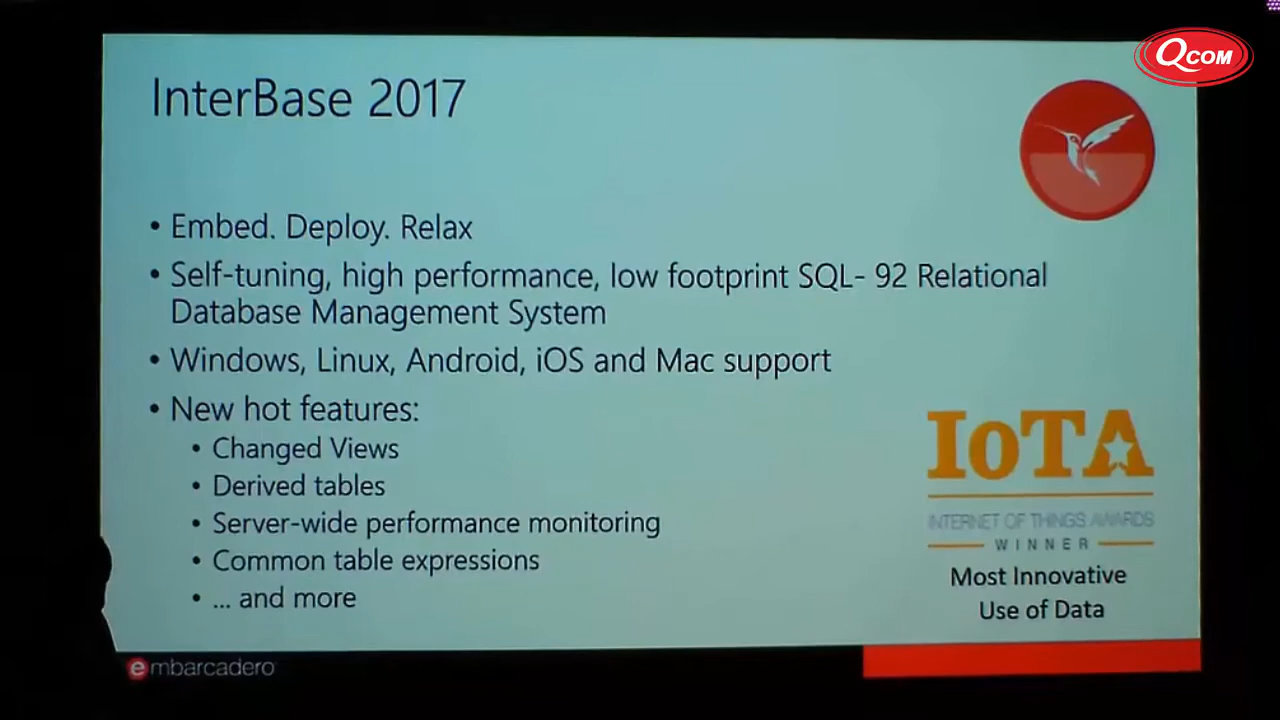 QCOM
InterBase 2017
• Embed. Deploy. Relax
• Self-tuning, high performance, low footprint SQL- 92 Relational
Database Management System
• Windows, Linux, Android, iOS and Mac support
• New hot features:
• Changed Views
• Derived tables
• Server-wide performance monitoring
• Common table expressions
• ... and more
IoTA
INTERNET OF THINGS AWARDS
WINNER
Most Innovative
Use of Data
embarcadero